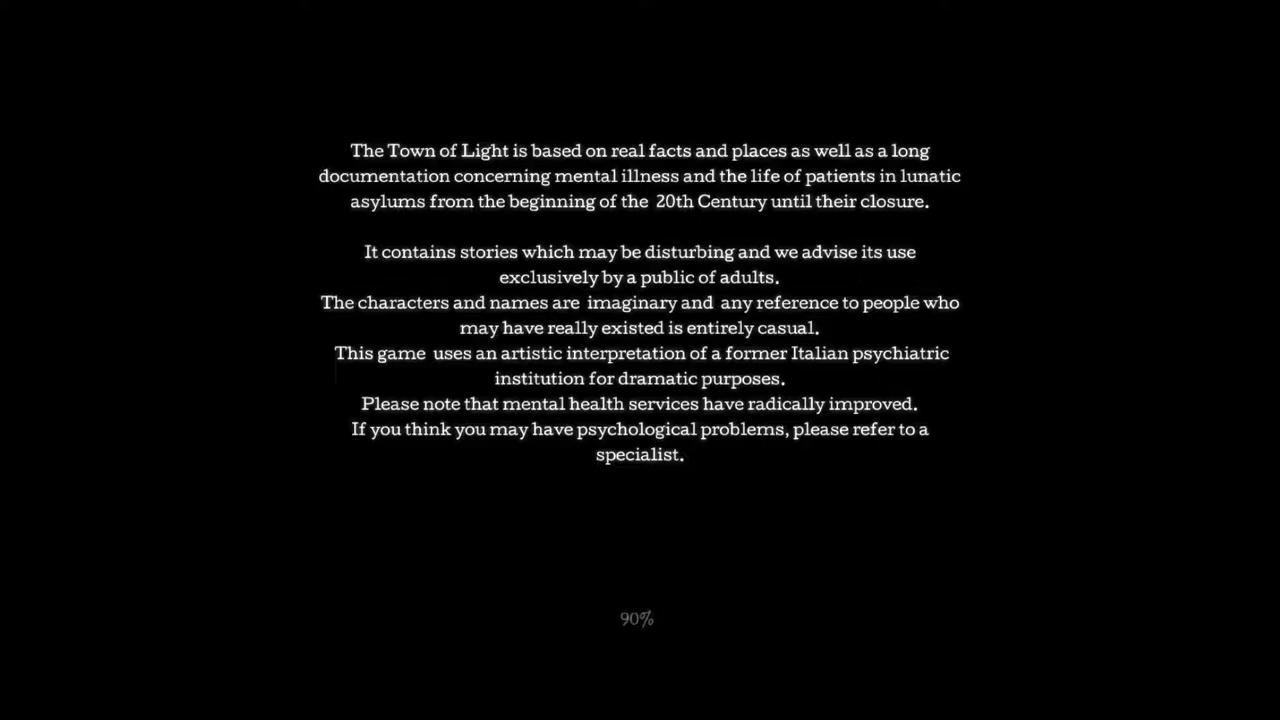 The Town of Light is based on real facts and places as well as a long
documentation concerning mental illness and the life of patients in lunatic
asylums from the beginning of the 20th Century until their closure.
It contains stories which may be disturbing and we advise its use
exclusively by a public of adults.
The characters and names are imaginary and any reference to people who
may have really existed is entirely casual.
This game uses an artistic interpretation of a former Italian psychiatric
institution for dramatic purposes.
Please note that mental health services have radically improved.
If you think you may have psychological problems, please refer to a
specialist.
90%